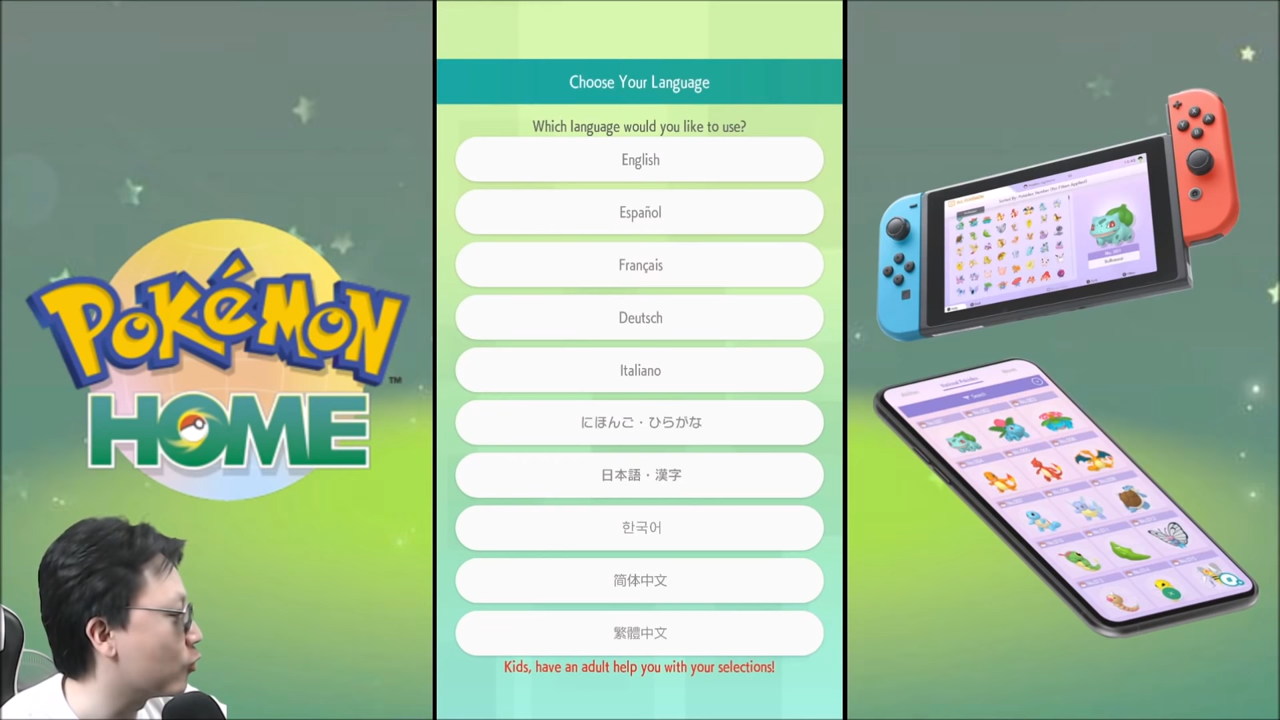 POKÉMON
™
HOME
Choose Your Language
Which language would you like to use?
English
Español
Français
Deutsch
Italiano
にほんご・ひらがな
日本語・漢字
한국어
简体中文
繁體中文
Kids, have an adult help you with your selections!